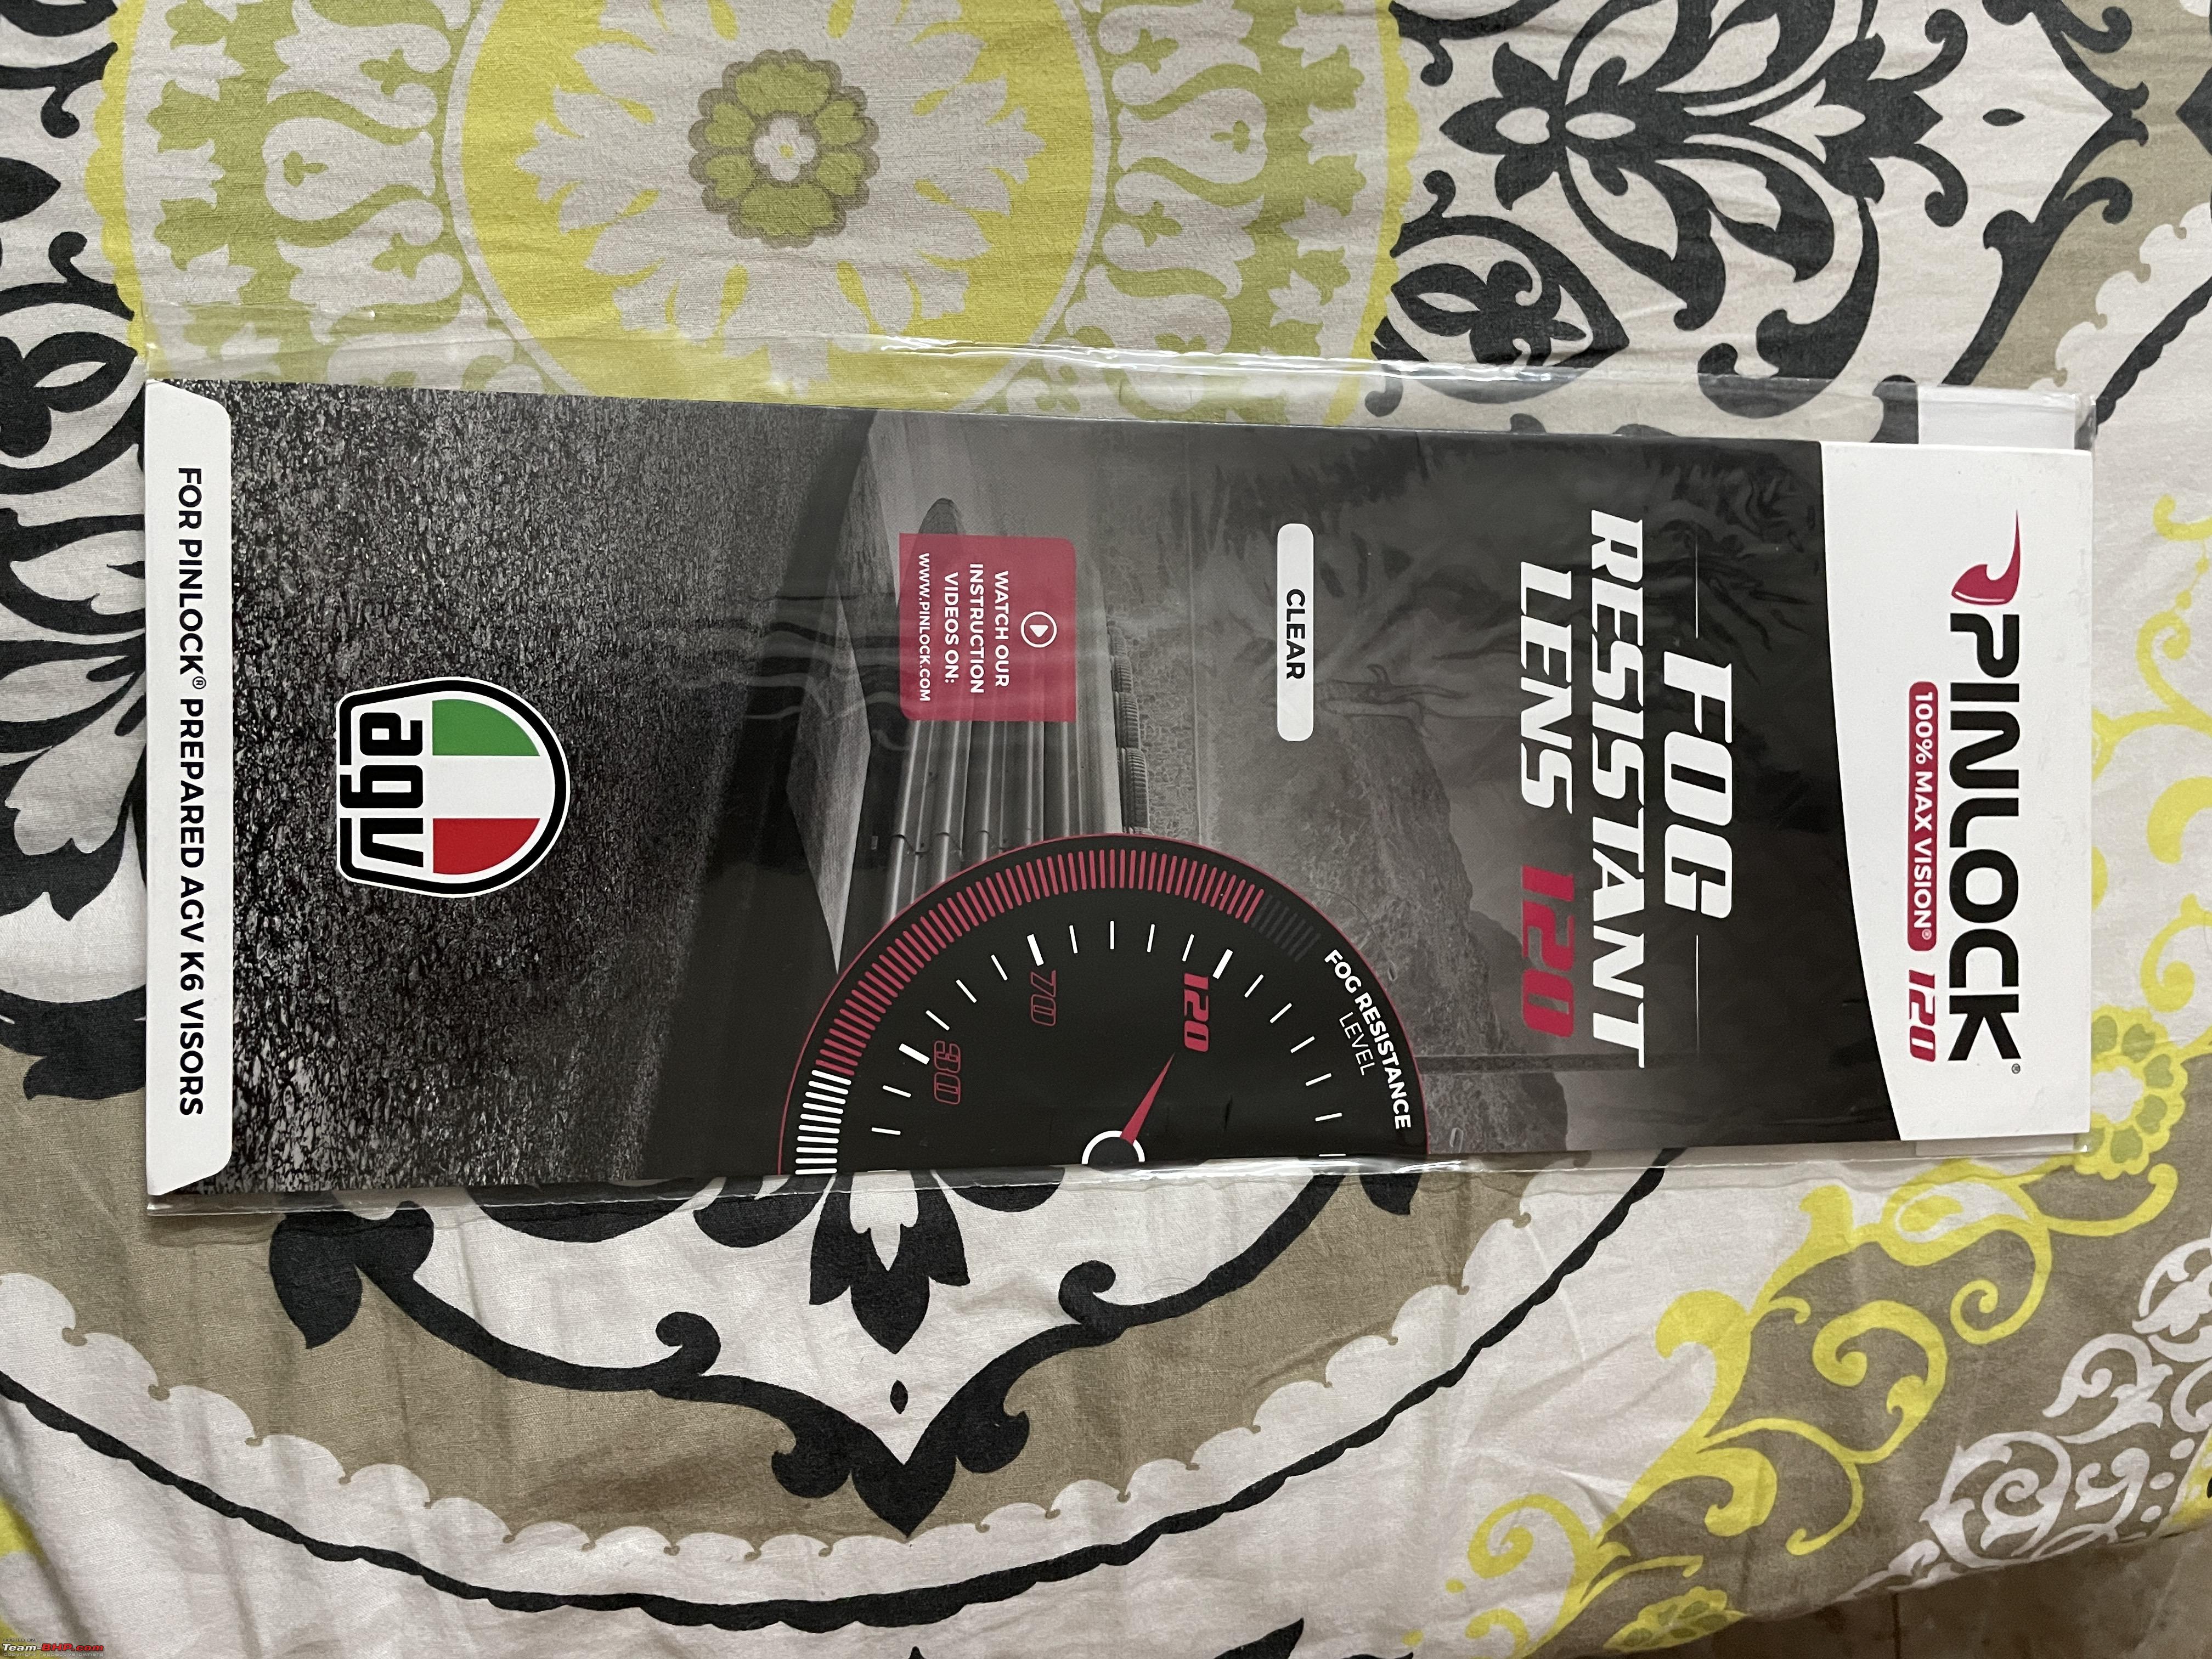 PINLOCK®
100% MAX VISION® 120
FOG
RESISTANT
LENS 120
FOG RESISTANCE
LEVEL
CLEAR
120
70
30
WATCH OUR
INSTRUCTION
VIDEOS ON:
WWW.PINLOCK.COM
agv
FOR PINLOCK® PREPARED AGV K6 VISORS
Team-BHP.com